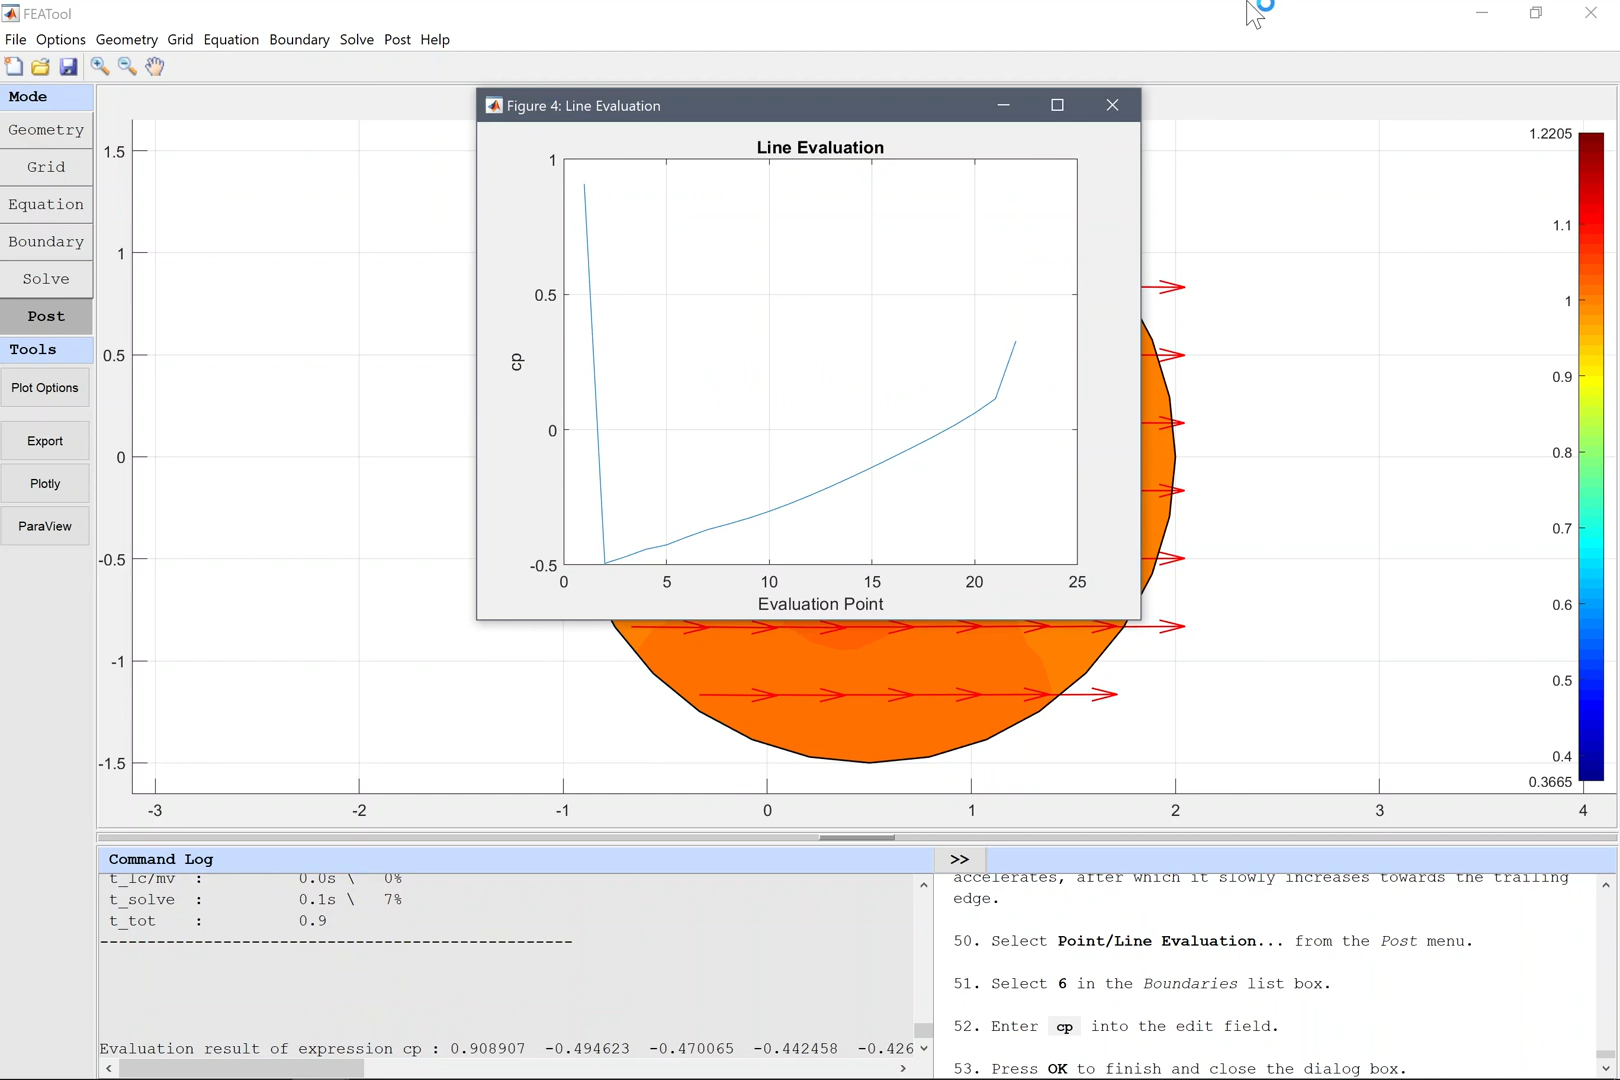 FEATool
File Options Geometry Grid Equation Boundary Solve Post Help
Mode
Geometry
Grid
Equation
Boundary
Solve
Post
Tools
Plot Options
Export
Plotly
ParaView
1.5
1
0.5
0
-0.5
-1
-1.5
-3 -2 -1 0 1 2 3 4
Figure 4: Line Evaluation
Line Evaluation
1
0.5
0
-0.5
cp
0 5 10 15 20 25
Evaluation Point
1.2205
1.1
1
0.9
0.8
0.7
0.6
0.5
0.4
0.3665
Command Log
t_lc/mv : 0.0s \ 0%
t_solve : 0.1s \ 7%
t_tot : 0.9
--------------------------------------------------
Evaluation result of expression cp : 0.908907 -0.494623 -0.470065 -0.442458 -0.426
>>
accelerates, after which it slowly increases towards the trailing
edge.
50. Select Point/Line Evaluation... from the Post menu.
51. Select 6 in the Boundaries list box.
52. Enter cp into the edit field.
53. Press OK to finish and close the dialog box.